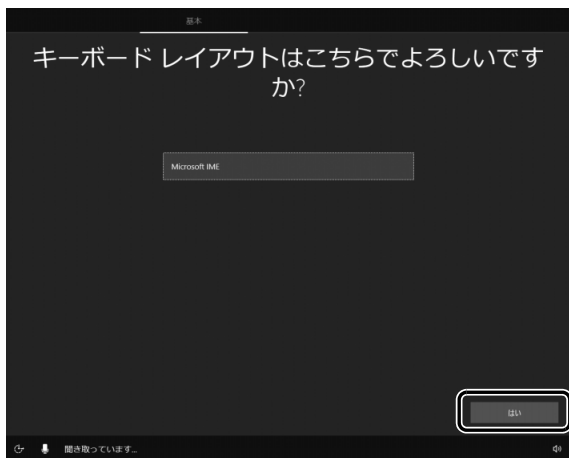 基本
キーボード レイアウトはこちらでよろしいです
か?
Microsoft IME
はい
聞き取っています...